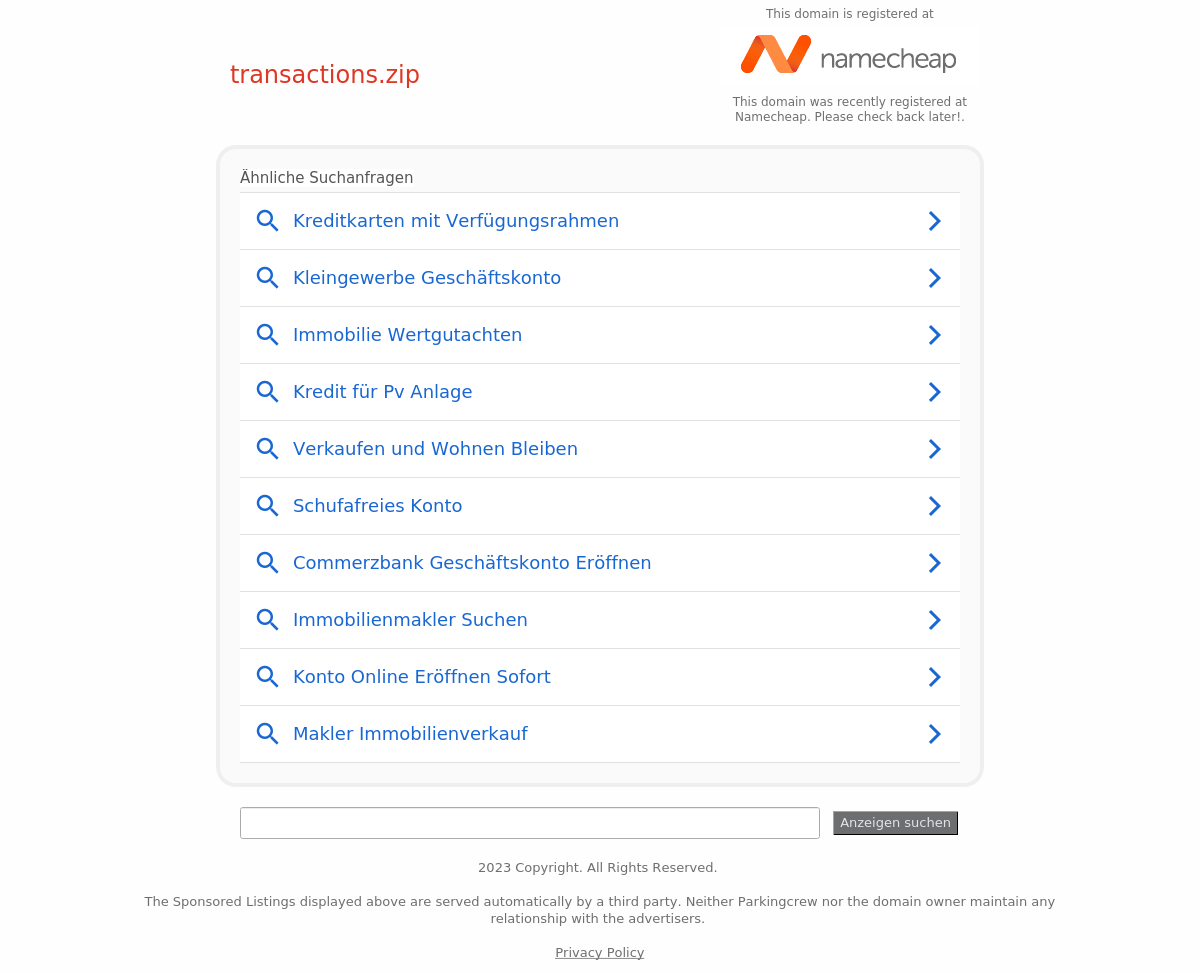 This domain is registered at
namecheap
transactions.zip
This domain was recently registered at
Namecheap. Please check back later!.
Ähnliche Suchanfragen
Kreditkarten mit Verfügungsrahmen
Kleingewerbe Geschäftskonto
Immobilie Wertgutachten
Kredit für Pv Anlage
Verkaufen und Wohnen Bleiben
Schufafreies Konto
Commerzbank Geschäftskonto Eröffnen
Immobilienmakler Suchen
Konto Online Eröffnen Sofort
Makler Immobilienverkauf
Anzeigen suchen
2023 Copyright. All Rights Reserved.
The Sponsored Listings displayed above are served automatically by a third party. Neither Parkingcrew nor the domain owner maintain any
relationship with the advertisers.
Privacy Policy